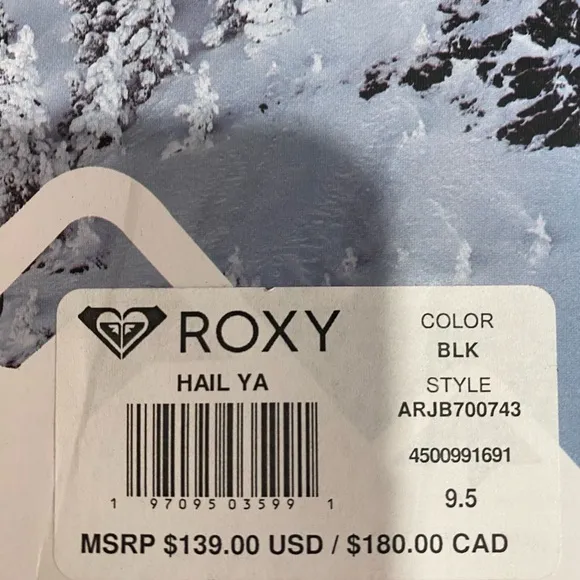 ROXY
HAIL YA
1 97095 03599 1
COLOR
BLK
STYLE
ARJB700743
4500991691
9.5
MSRP $139.00 USD / $180.00 CAD